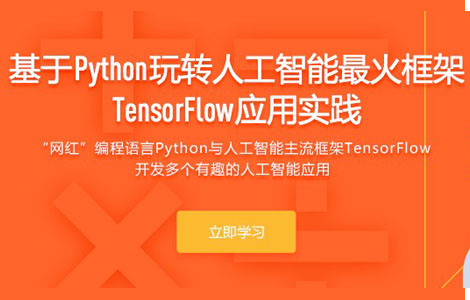 基于Python玩转人工智能最火框架
TensorFlow应用实践
“网红”编程语言Python与人工智能主流框架TensorFlow
开发多个有趣的人工智能应用
立即学习